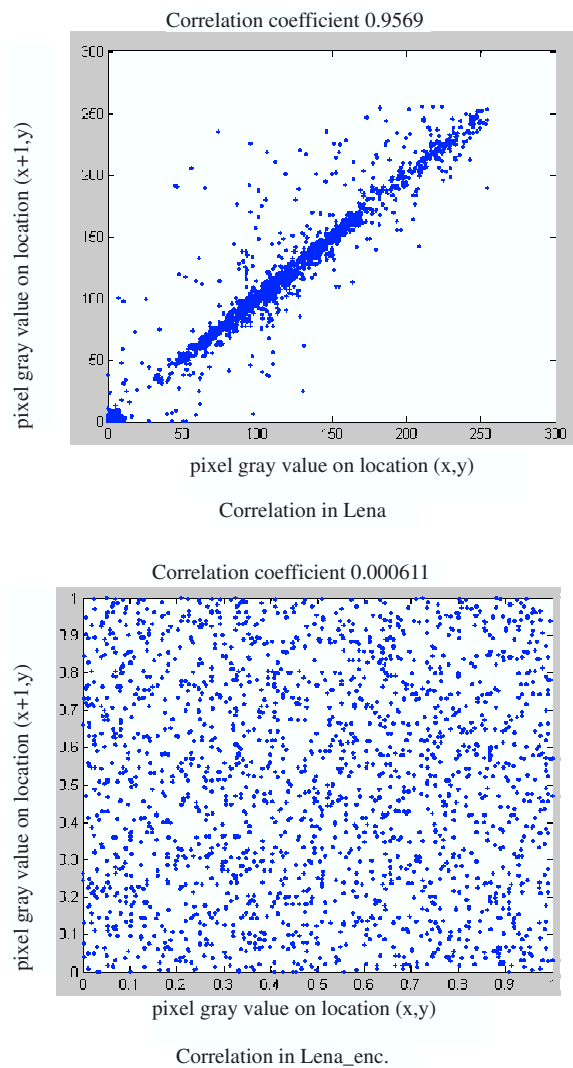 Correlation coefficient 0.9569
300
250
200
150
100
50
0
pixel gray value on location (x+1,y)
0 50 100 150 200 250 300
pixel gray value on location (x,y)
Correlation in Lena
Correlation coefficient 0.000611
1
0.9
0.8
0.7
0.6
0.5
0.4
0.3
0.2
0.1
0
pixel gray value on location (x+1,y)
0 0.1 0.2 0.3 0.4 0.5 0.6 0.7 0.8 0.9 1
pixel gray value on location (x,y)
Correlation in Lena_enc.